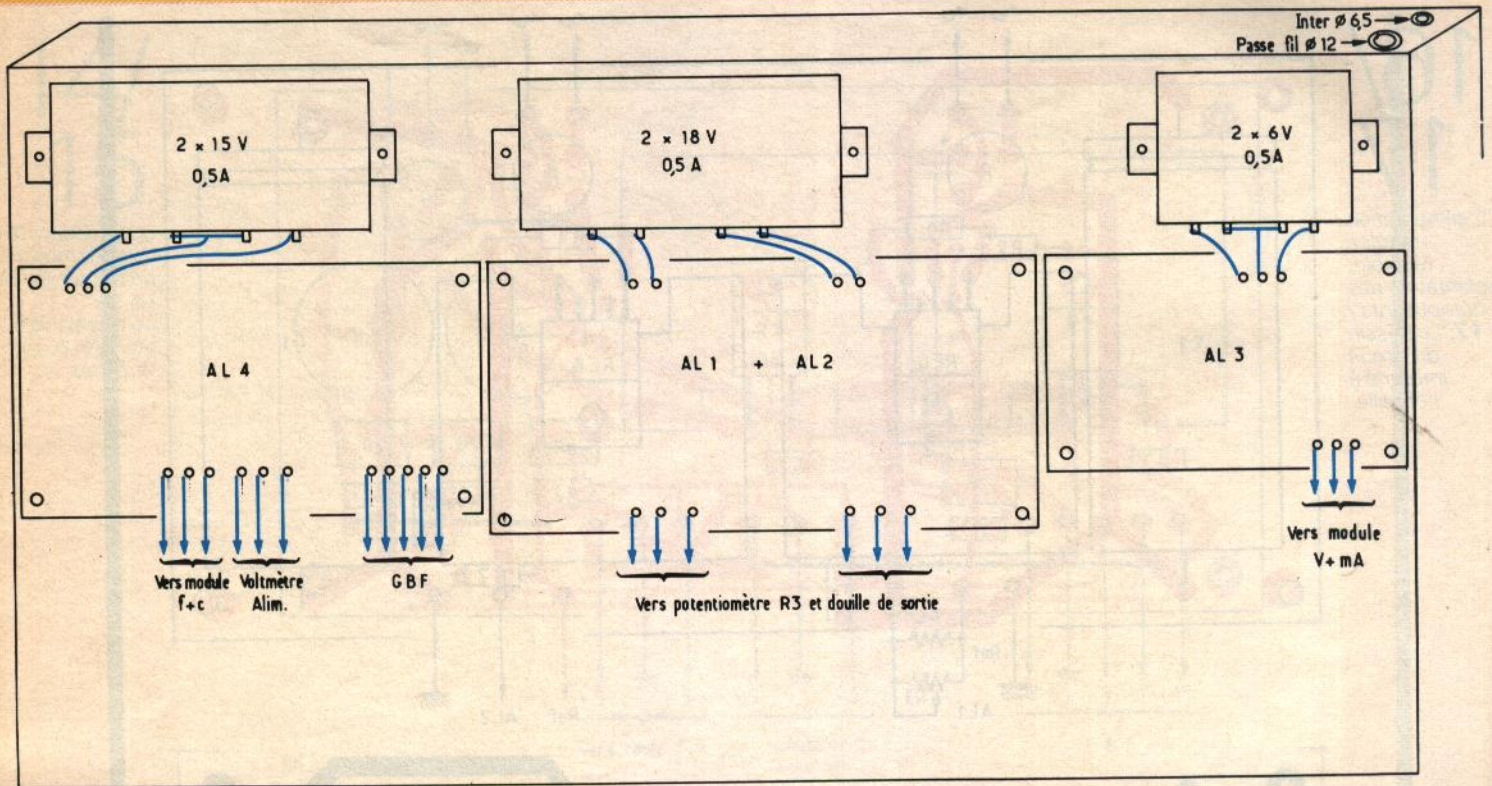 Inter ø 6,5
Passe fil ø 12
2 × 15 V
0,5A
2 × 18 V
0,5 A
2 × 6V
0,5A
AL 4
AL 1 + AL 2
AL 3
Vers module
f+c
Voltmètre
Alim.
GBF
Vers potentiomètre R3 et douille de sortie
Vers module
V+mA